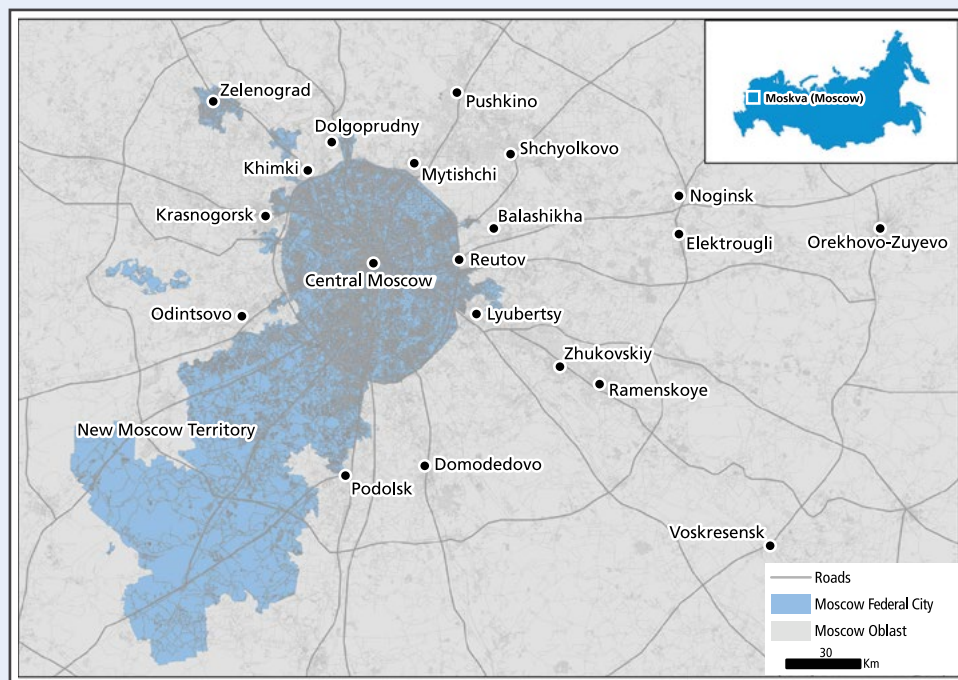 Moskva (Moscow)
Zelenograd
Pushkino
Dolgoprudny
Shchyolkovo
Khimki
Mytishchi
Noginsk
Krasnogorsk
Balashikha
Elektrougli
Orekhovo-Zuyevo
Reutov
Central Moscow
Odintsovo
Lyubertsy
Zhukovskiy
Ramenskoye
New Moscow Territory
Domodedovo
Podolsk
Voskresensk
Roads
Moscow Federal City
Moscow Oblast
30
Km